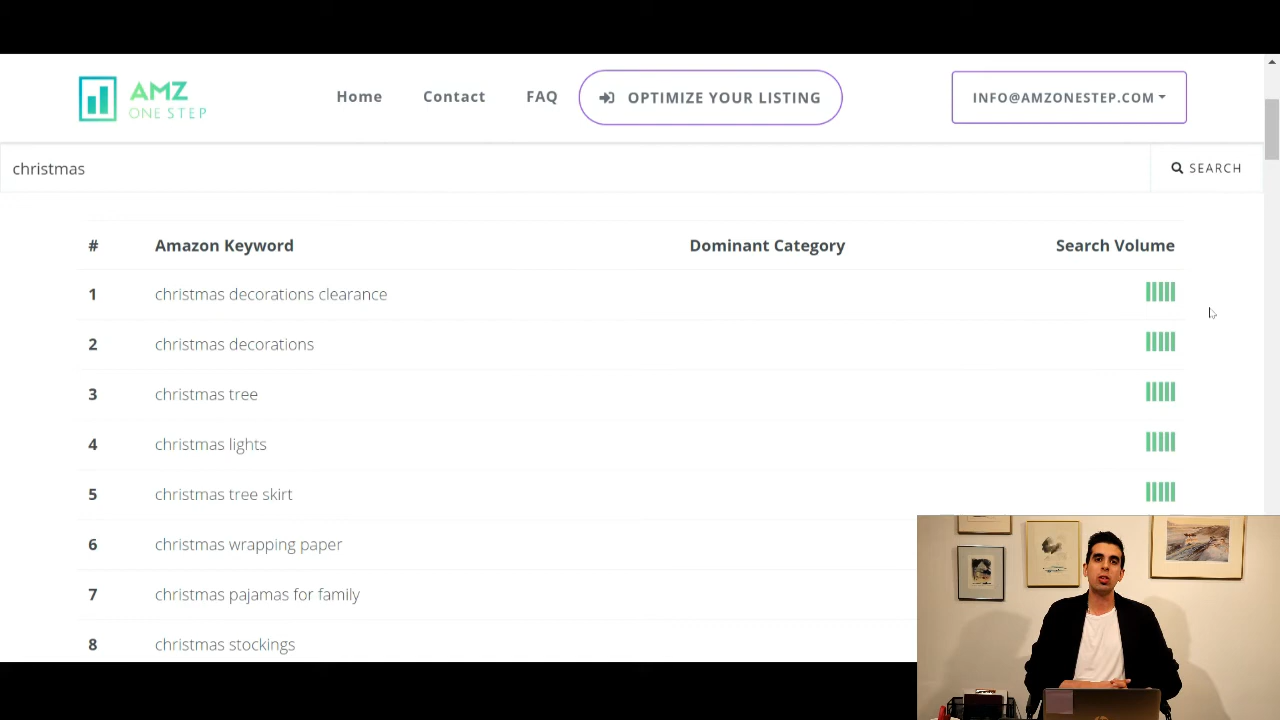 AMZ
ONE STEP
Home
Contact
FAQ
OPTIMIZE YOUR LISTING
INFO@AMZONESTEP.COM
christmas
SEARCH
# Amazon Keyword Dominant Category Search Volume
1 christmas decorations clearance
2 christmas decorations
3 christmas tree
4 christmas lights
5 christmas tree skirt
6 christmas wrapping paper
7 christmas pajamas for family
8 christmas stockings